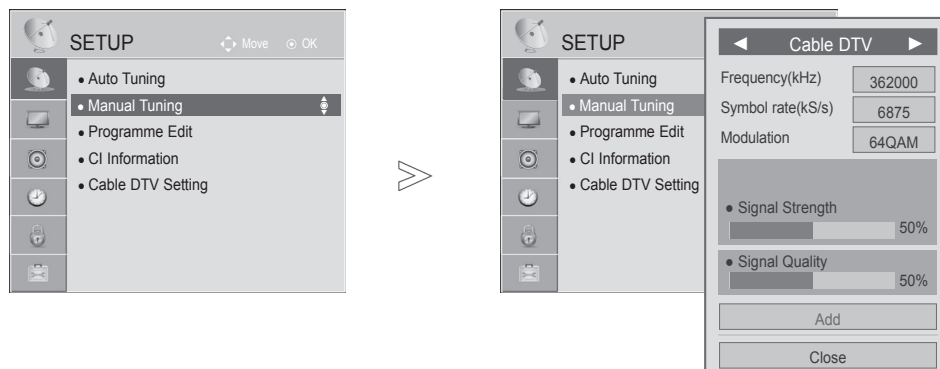 SETUP
Move OK
• Auto Tuning
• Manual Tuning
• Programme Edit
• CI Information
• Cable DTV Setting
SETUP
• Auto Tuning
• Manual Tuning
• Programme Edit
• CI Information
• Cable DTV Setting
◄ Cable DTV ►
Frequency(kHz) 362000
Symbol rate(kS/s) 6875
Modulation 64QAM
• Signal Strength
50%
• Signal Quality
50%
Add
Close